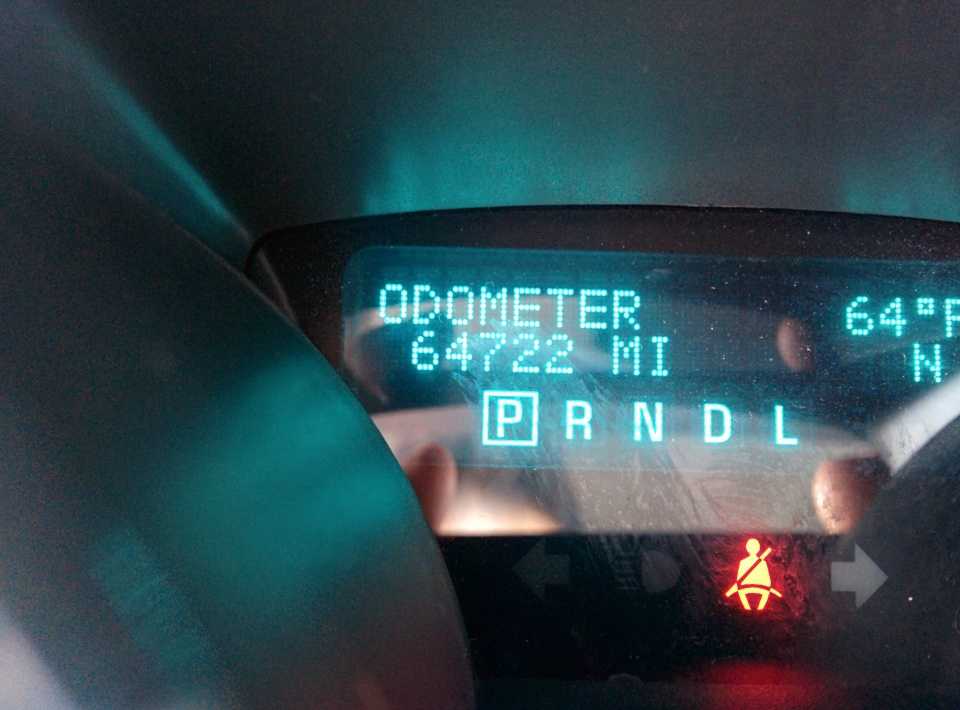 ODOMETER
64722 MI
64°F
N
P R N D L